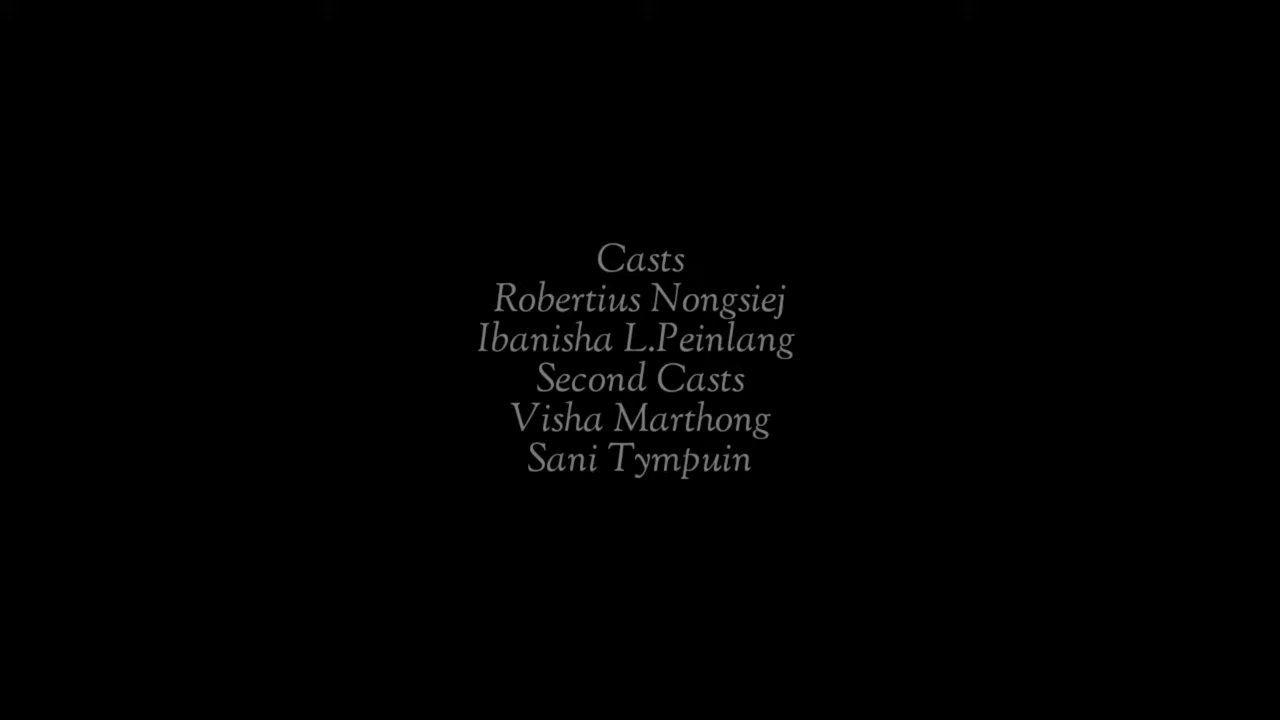 Casts
Robertius Nongsiej
Ibanisha L.Peinlang
Second Casts
Visha Marthong
Sani Tympuin